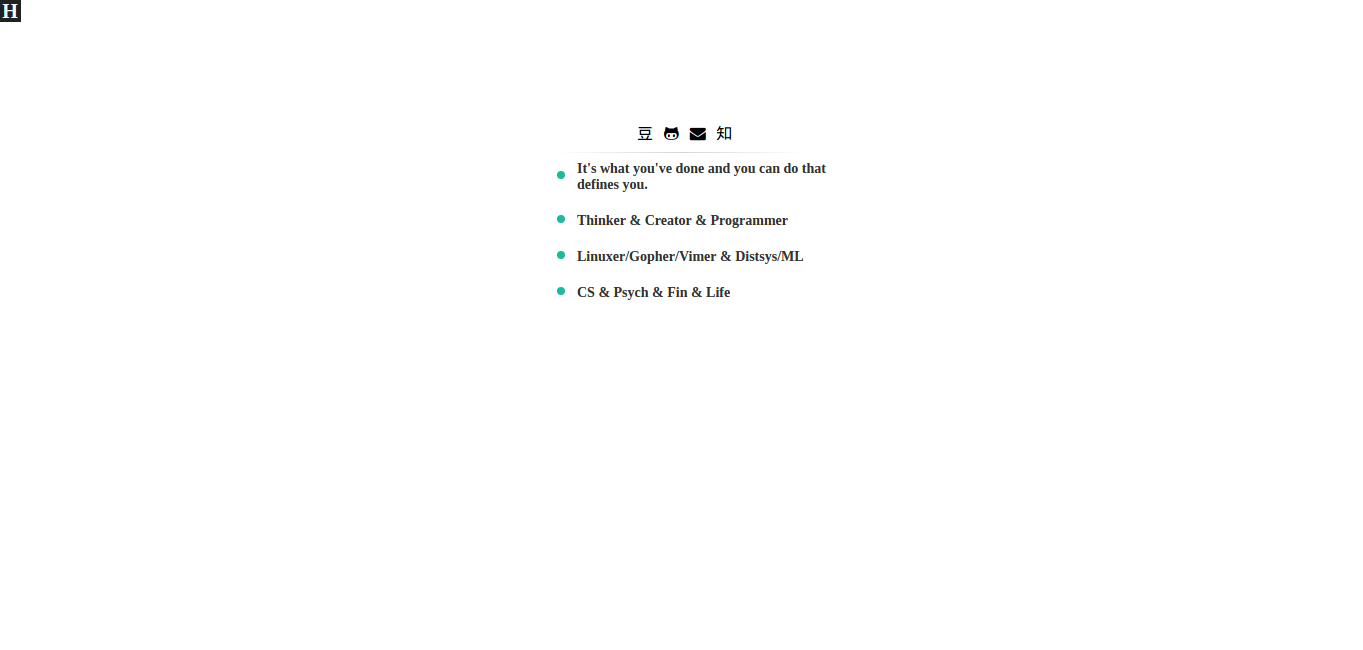 H
豆 知
It's what you've done and you can do that
defines you.
Thinker & Creator & Programmer
Linuxer/Gopher/Vimer & Distsys/ML
CS & Psych & Fin & Life